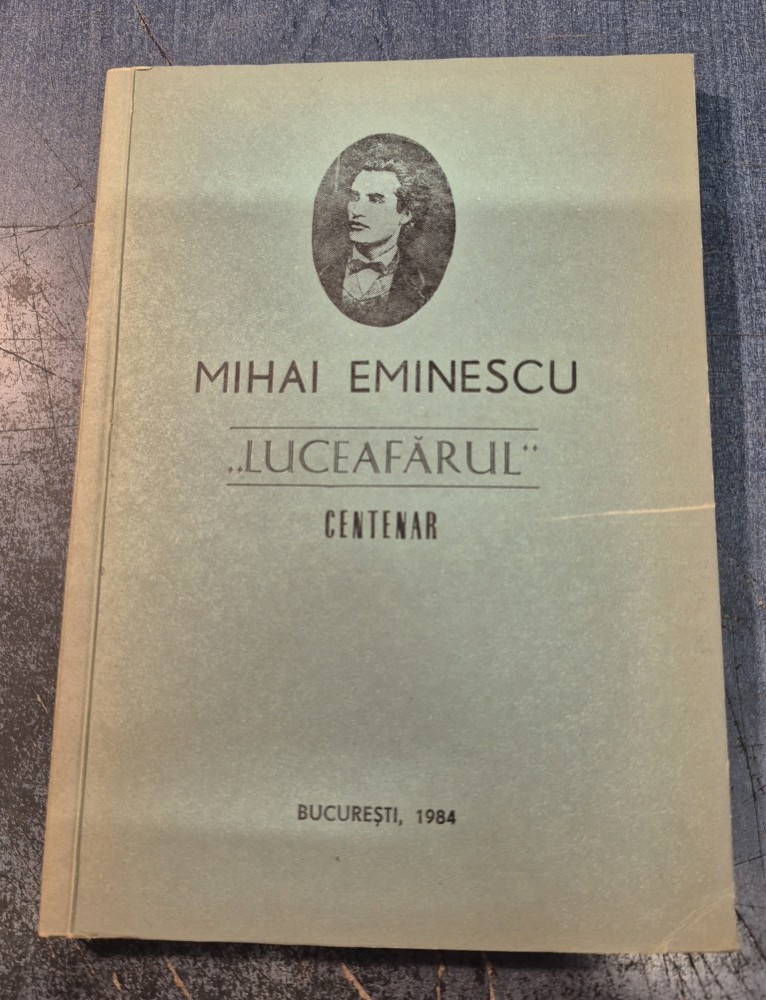 MIHAI EMINESCU
„LUCEAFĂRUL“
CENTENAR
BUCUREȘTI, 1984